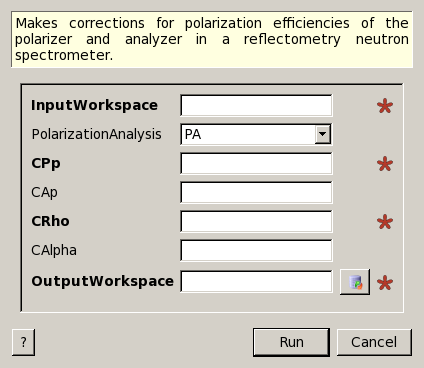 Makes corrections for polarization efficiencies of the
polarizer and analyzer in a reflectometry neutron
spectrometer.
InputWorkspace
PolarizationAnalysis PA
CPp
CAp
CRho
CAlpha
OutputWorkspace
? Run Cancel